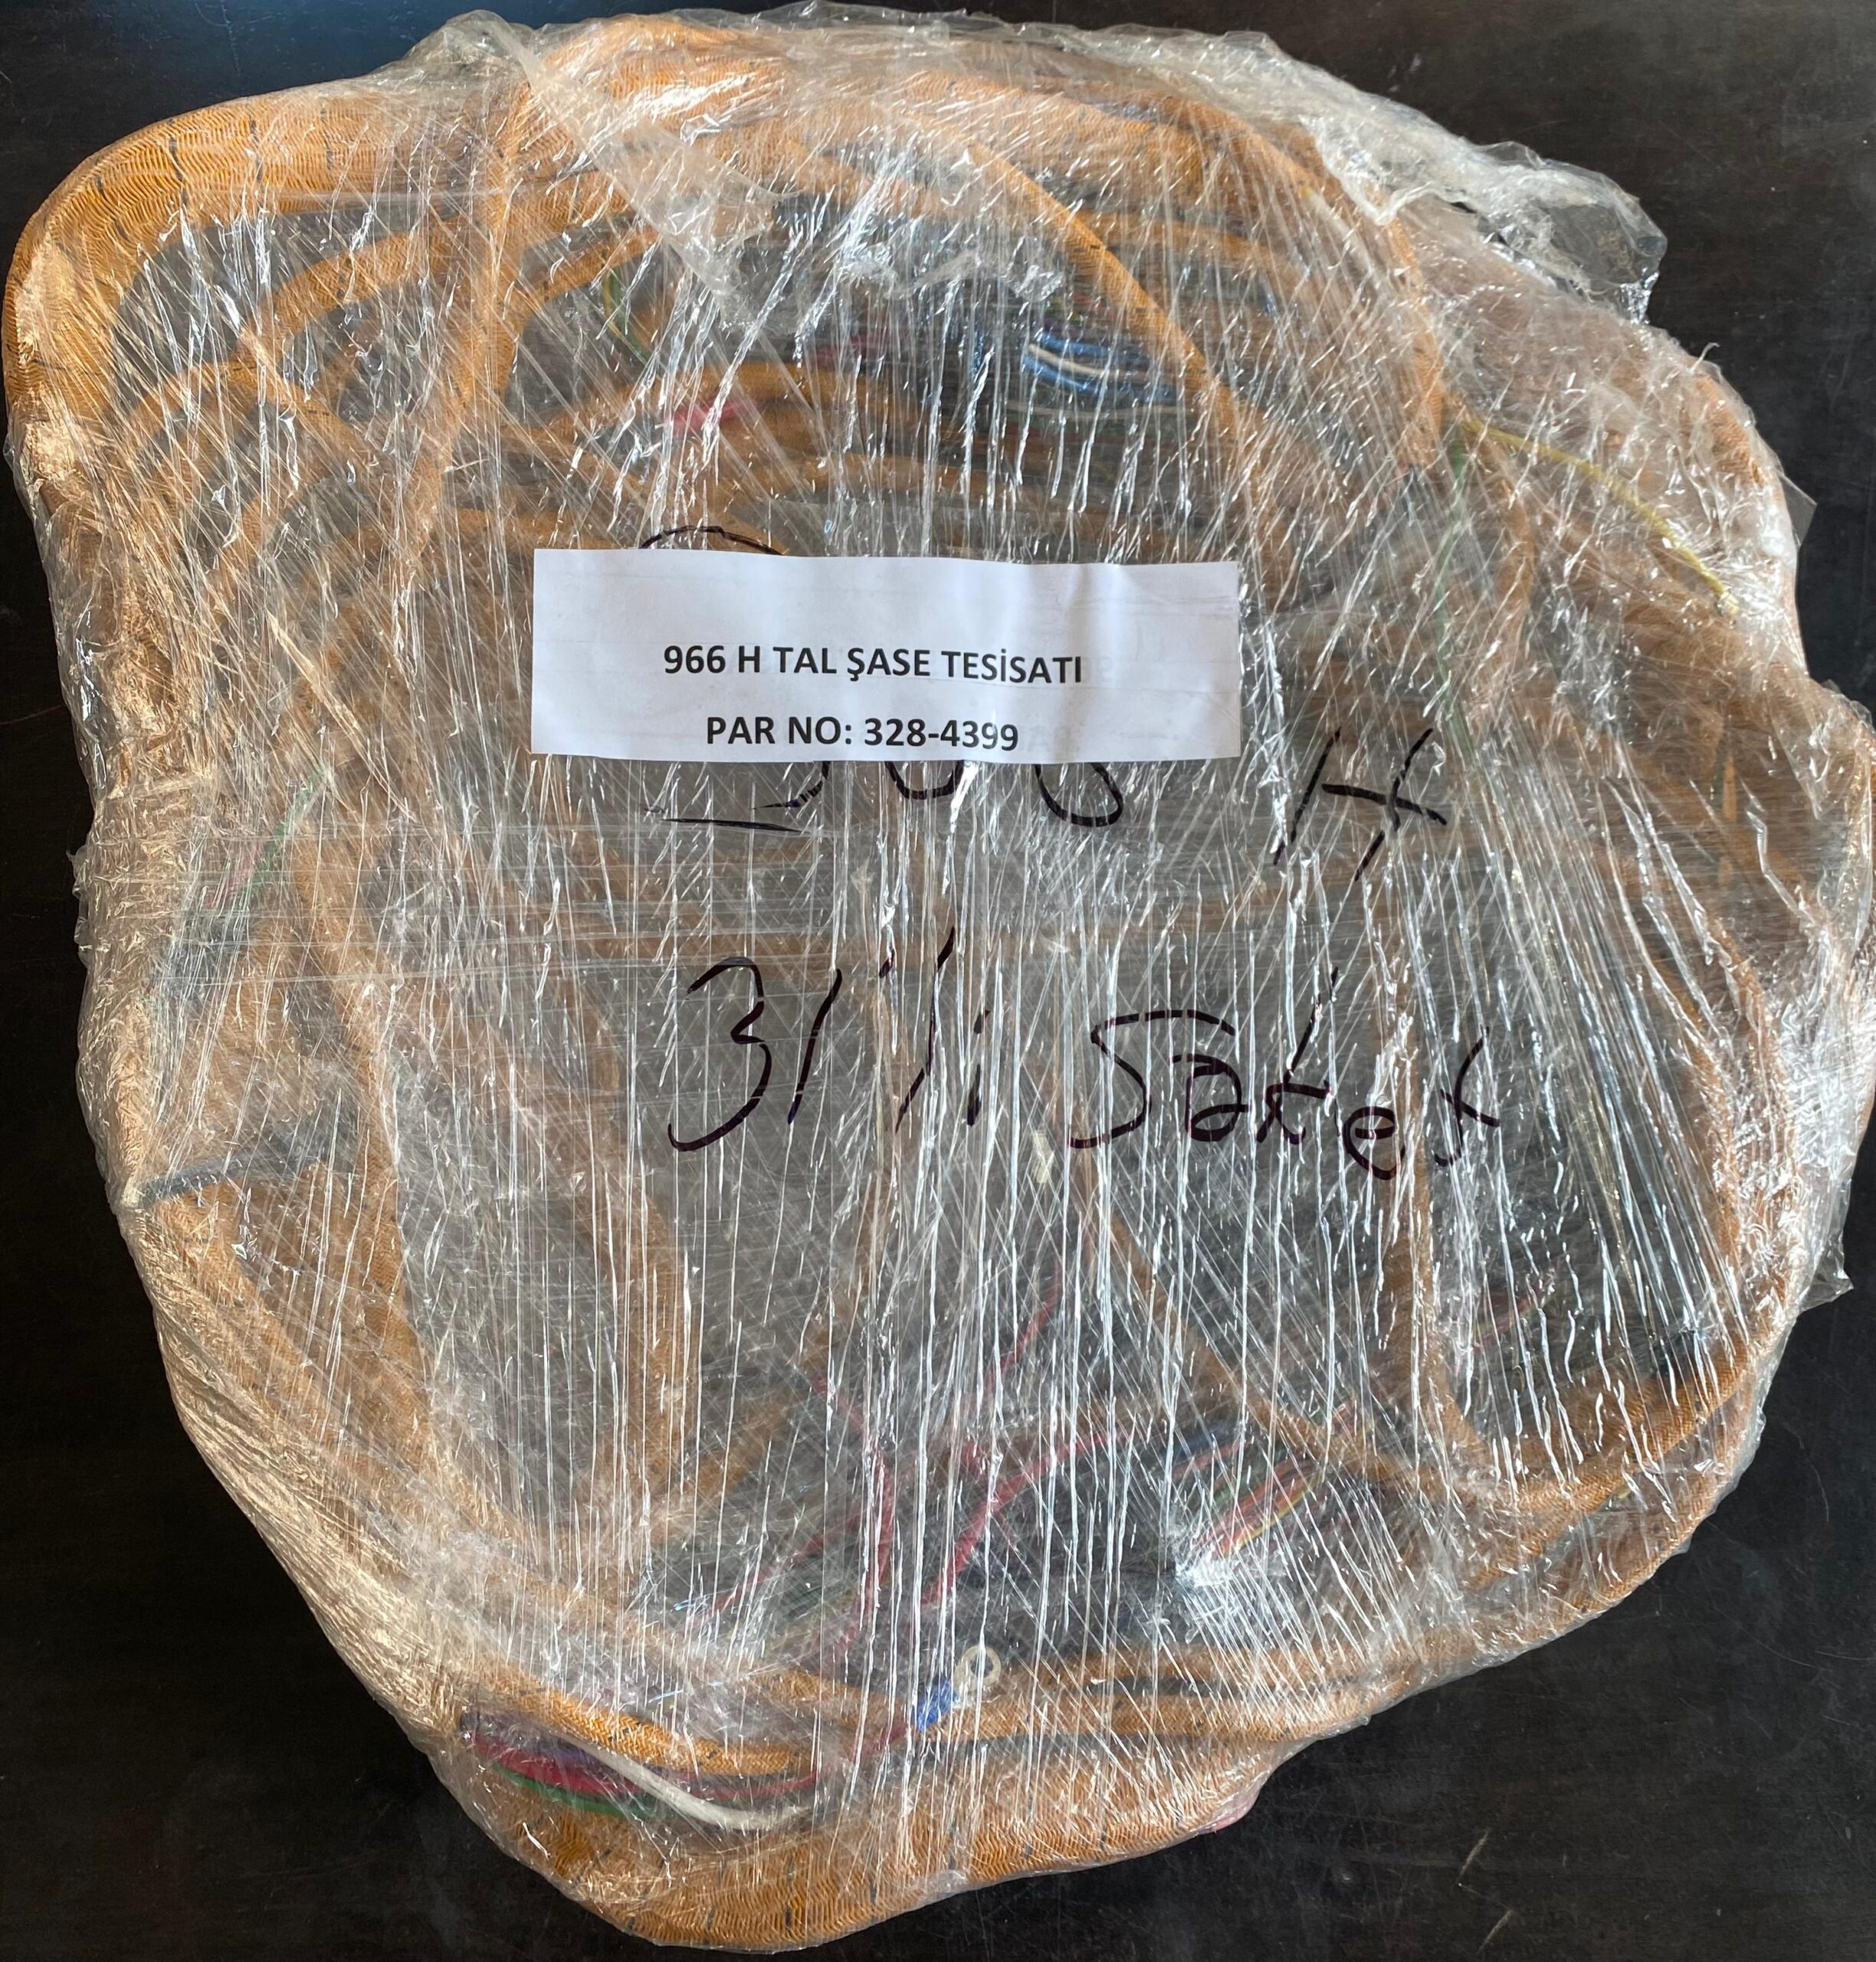 966 H TAL ŞASE TESİSATI
PAR NO: 328-4399
H
31'li Soket